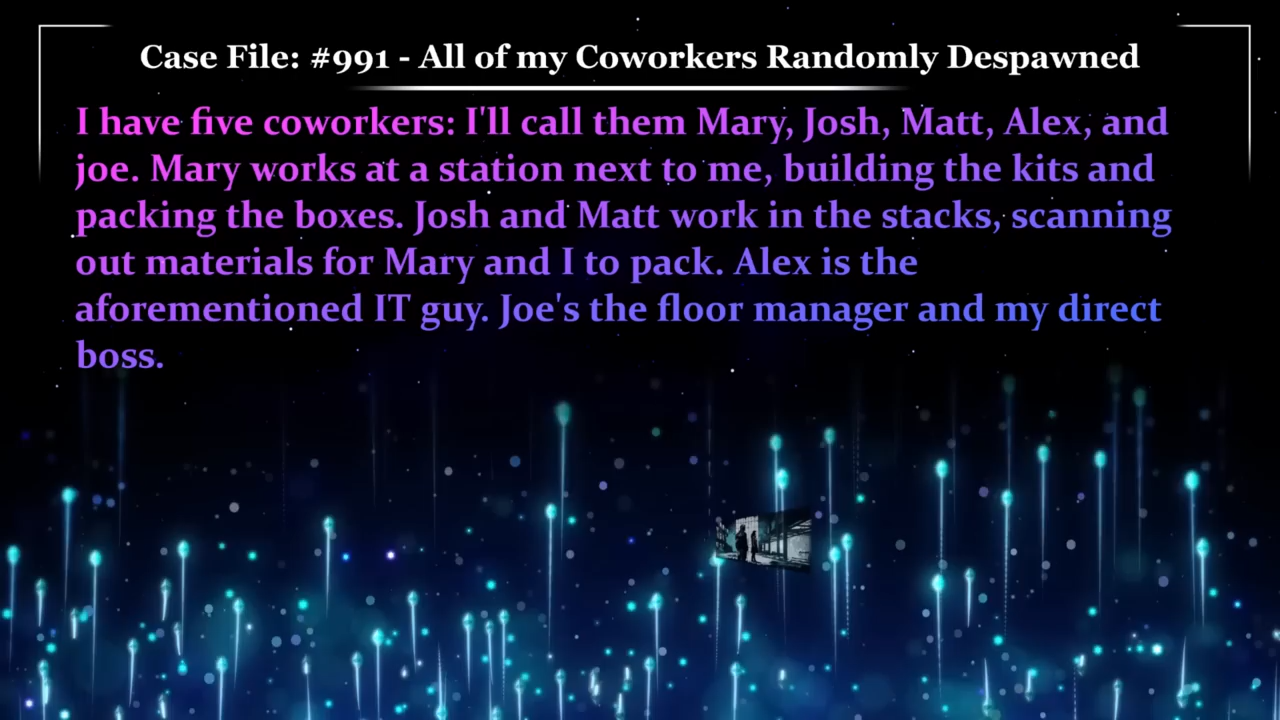 Case File: #991 - All of my Coworkers Randomly Despawned
I have five coworkers: I'll call them Mary, Josh, Matt, Alex, and
joe. Mary works at a station next to me, building the kits and
packing the boxes. Josh and Matt work in the stacks, scanning
out materials for Mary and I to pack. Alex is the
aforementioned IT guy. Joe's the floor manager and my direct
boss.